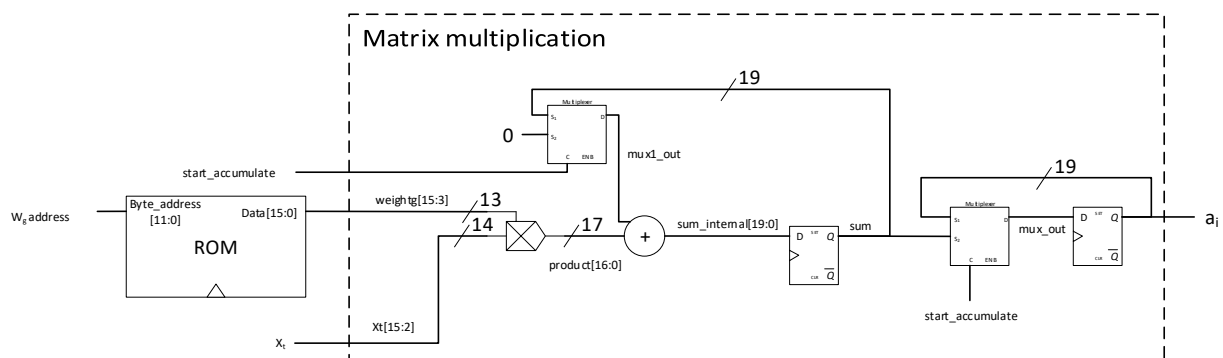 Matrix multiplication
19
Multiplexer
S1
D
0
S2
C ENB
mux1_out
start_accumulate
19
Wg address
Byte_address
[11:0]
Data[15:0]
ROM
weightg[15:3]
13
14
17
+
product[16:0]
sum_internal[19:0]
D SET Q
CLR Q
sum
Multiplexer
S1
D
S2
C ENB
mux_out
D SET Q
CLR Q
ai
start_accumulate
Xt[15:2]
Xt